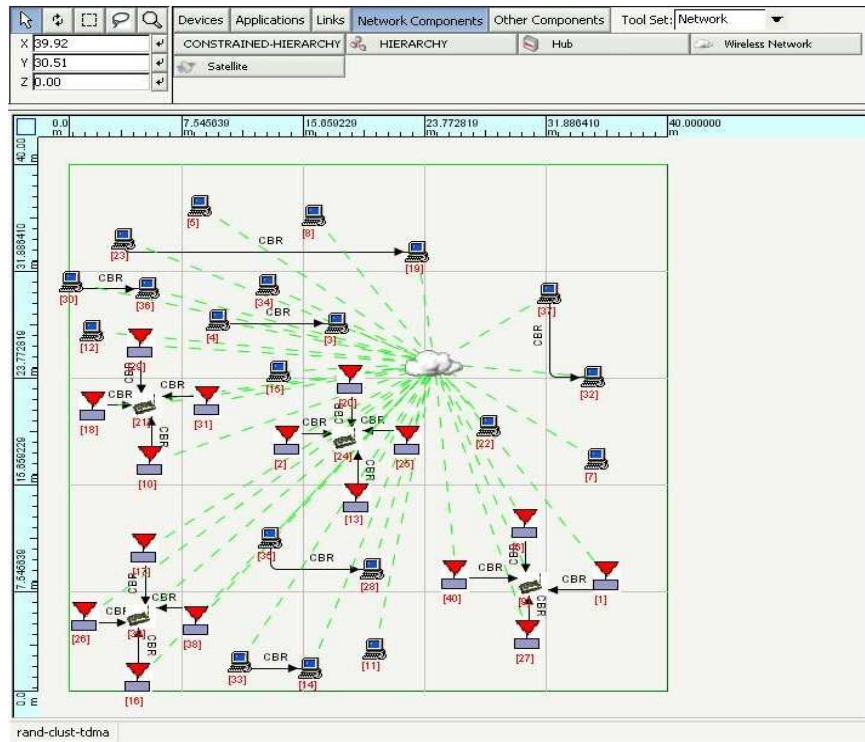 Devices Applications Links Network Components Other Components Tool Set: Network
X 39.92
Y 30.51
Z 0.00
CONSTRAINED-HIERARCHY HIERARCHY Hub Wireless Network
Satellite
0.0 m 7.545639 m 15.659229 m 23.772819 m 31.886410 m 40.000000 m
40.00 m
31.886410
23.772819
15.659229
7.545639
0.0 m
[5]
[8]
[23]
CBR
[19]
[30]
CBR
[36]
[34]
[37]
[4]
CBR
[3]
CBR
[12]
[32]
[15]
[20]
CBR
[18]
CBR
[21]
CBR
[31]
CBR
[10]
CBR
[2]
CBR
[24]
CBR
[25]
CBR
[13]
[22]
[7]
[35]
CBR
[28]
[17]
CBR
[26]
CBR
[38]
CBR
[16]
[33]
CBR
[14]
[11]
CBR
[40]
CBR
CBR
[1]
CBR
[27]
rand-clust-tdma